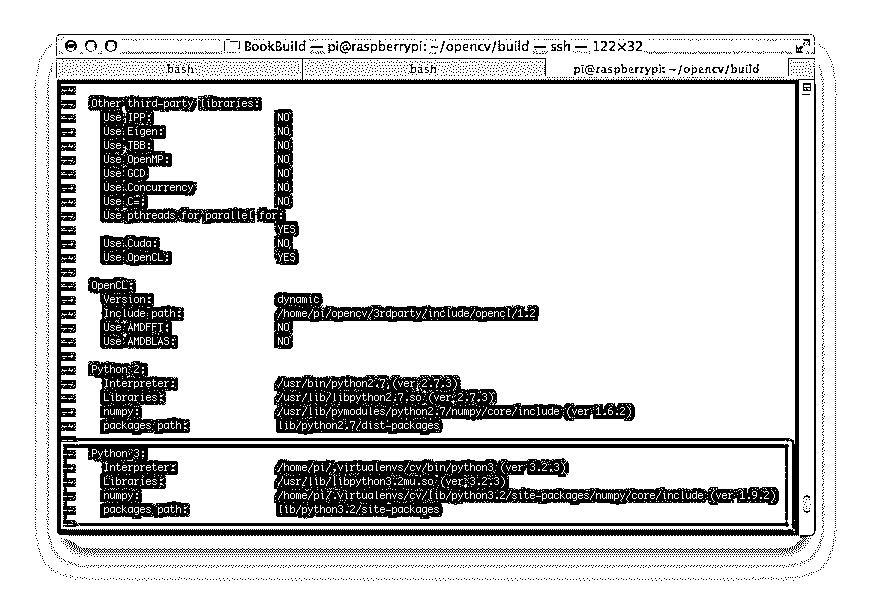 BookBuild — pi@raspberrypi: ~/opencv/build — ssh — 122×32
bash bash pi@raspberrypi: ~/opencv/build
-- Other third-party libraries:
-- Use IPP: NO
-- Use Eigen: NO
-- Use TBB: NO
-- Use OpenMP: NO
-- Use GCD NO
-- Use Concurrency NO
-- Use C=: NO
-- Use pthreads for parallel for:
-- YES
-- Use Cuda: NO
-- Use OpenCL: YES
--
-- OpenCL:
-- Version: dynamic
-- Include path: /home/pi/opencv/3rdparty/include/opencl/1.2
-- Use AMDFFT: NO
-- Use AMDBLAS: NO
--
-- Python 2:
-- Interpreter: /usr/bin/python2.7 (ver 2.7.3)
-- Libraries: /usr/lib/libpython2.7.so (ver 2.7.3)
-- numpy: /usr/lib/pymodules/python2.7/numpy/core/include (ver 1.6.2)
-- packages path: lib/python2.7/dist-packages
--
-- Python 3:
-- Interpreter: /home/pi/.virtualenvs/cv/bin/python3 (ver 3.2.3)
-- Libraries: /usr/lib/libpython3.2mu.so (ver 3.2.3)
-- numpy: /home/pi/.virtualenvs/cv/lib/python3.2/site-packages/numpy/core/include (ver 1.9.2)
-- packages path: lib/python3.2/site-packages
--